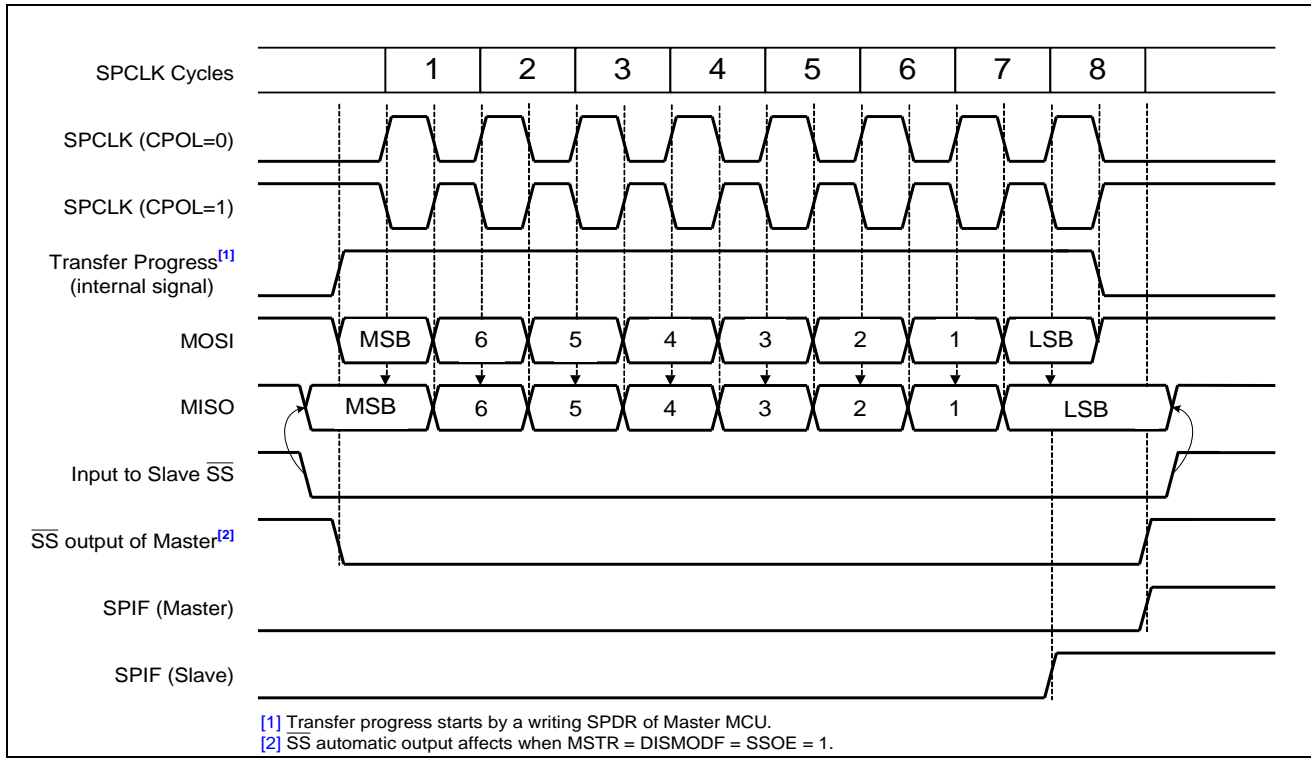 SPCLK Cycles 1 2 3 4 5 6 7 8
SPCLK (CPOL=0)
SPCLK (CPOL=1)
Transfer Progress[1]
(internal signal)
MOSI MSB 6 5 4 3 2 1 LSB
MISO MSB 6 5 4 3 2 1 LSB
Input to Slave S̅S̅
S̅S̅ output of Master[2]
SPIF (Master)
SPIF (Slave)
[1] Transfer progress starts by a writing SPDR of Master MCU.
[2] S̅S̅ automatic output affects when MSTR = DISMODF = SSOE = 1.